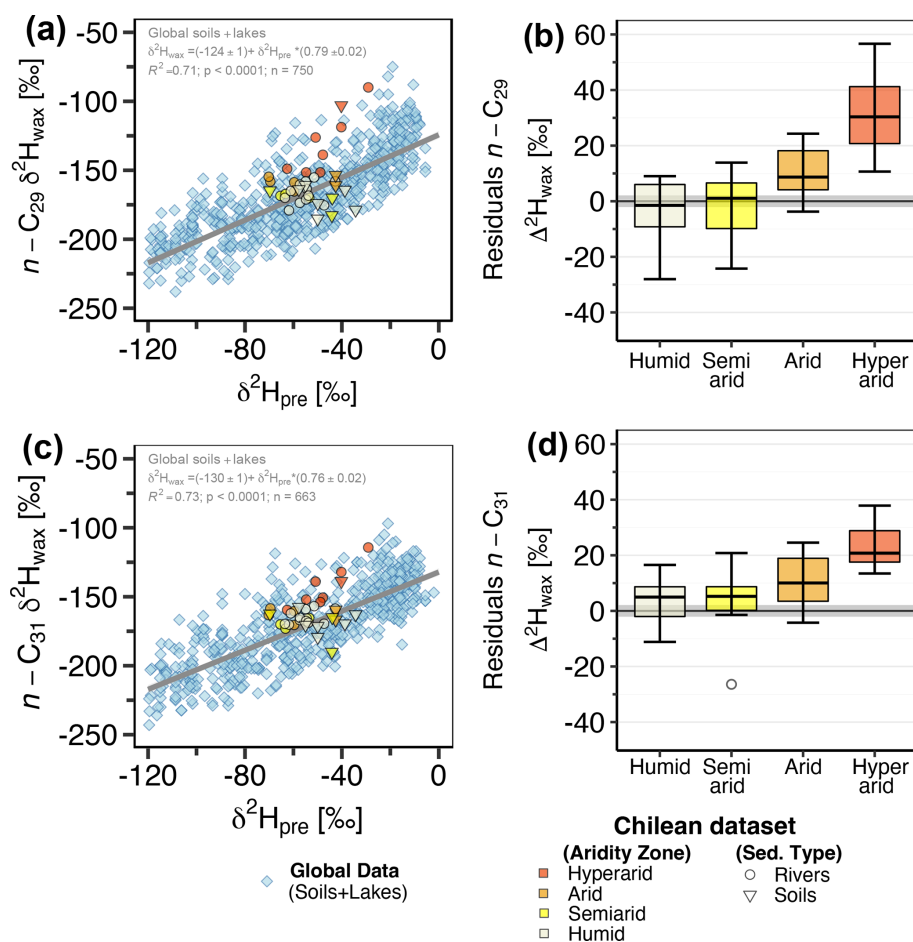 (a)
-50
-100
-150
-200
-250
n − C29 δ²Hwax [‰]
Global soils +lakes
δ²Hwax =(-124 ± 1)+ δ²Hpre *(0.79 ±0.02)
R² =0.71; p < 0.0001; n = 750
-120 -80 -40 0
δ²Hpre [‰]
(b)
60
40
20
0
-20
-40
Residuals n − C29
Δ²Hwax [‰]
Humid Semi arid Arid Hyper arid
(c)
-50
-100
-150
-200
-250
n − C31 δ²Hwax [‰]
Global soils +lakes
δ²Hwax =(-130 ± 1)+ δ²Hpre*(0.76 ± 0.02)
R² =0.73; p < 0.0001; n = 663
-120 -80 -40 0
δ²Hpre [‰]
(d)
60
40
20
0
-20
-40
Residuals n − C31
Δ²Hwax [‰]
Humid Semi arid Arid Hyper arid
Global Data
(Soils+Lakes)
Chilean dataset
(Aridity Zone) (Sed. Type)
Hyperarid Rivers
Arid Soils
Semiarid
Humid